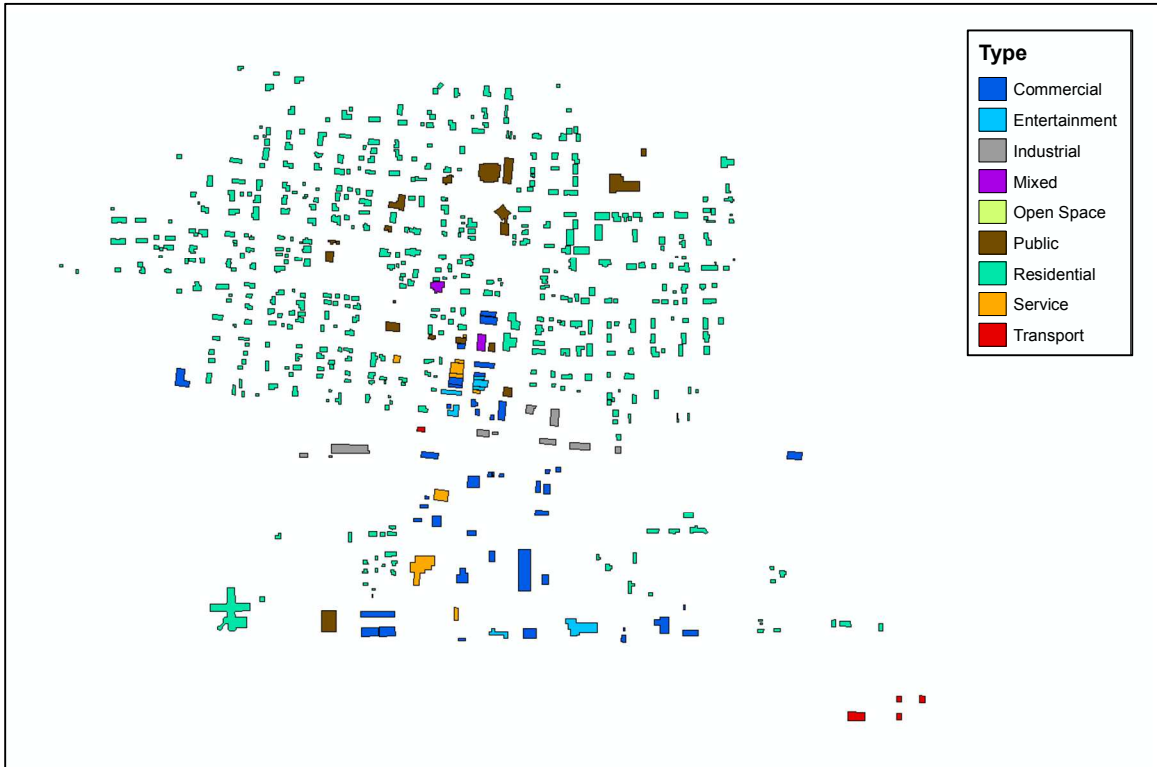 Type
Commercial
Entertainment
Industrial
Mixed
Open Space
Public
Residential
Service
Transport